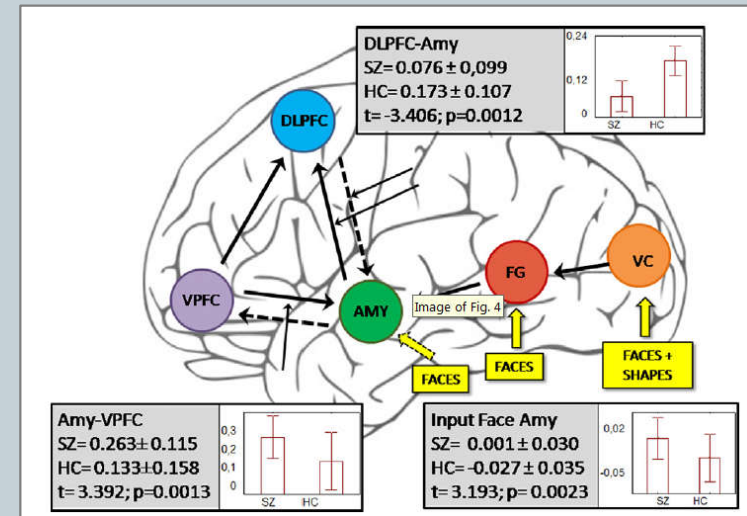 DLPFC-Amy
SZ= 0.076 ± 0,099
HC= 0.173 ± 0.107
t= -3.406; p=0.0012
0,24
0,12
0
SZ HC
DLPFC
VPFC
AMY
FG
VC
Image of Fig. 4
FACES
FACES
FACES +
SHAPES
Amy-VPFC
SZ= 0.263± 0.115
HC= 0.133±0.158
t= 3.392; p=0.0013
0,3
0,2
0,1
0
SZ HC
Input Face Amy
SZ= 0.001 ± 0.030
HC= -0.027 ± 0.035
t= 3.193; p= 0.0023
0,02
-0,05
SZ HC